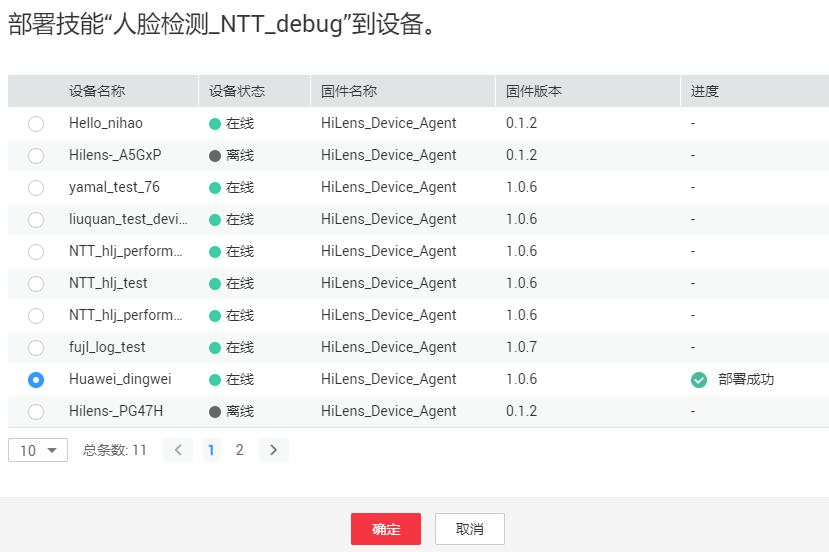 部署技能“人脸检测_NTT_debug”到设备。
设备名称 设备状态 固件名称 固件版本 进度
Hello_nihao 在线 HiLens_Device_Agent 0.1.2 -
Hilens-_A5GxP 离线 HiLens_Device_Agent 0.1.2 -
yamal_test_76 在线 HiLens_Device_Agent 1.0.6 -
liuquan_test_devi... 在线 HiLens_Device_Agent 1.0.6 -
NTT_hlj_perform... 在线 HiLens_Device_Agent 1.0.6 -
NTT_hlj_test 在线 HiLens_Device_Agent 1.0.6 -
NTT_hlj_perform... 在线 HiLens_Device_Agent 1.0.6 -
fujl_log_test 在线 HiLens_Device_Agent 1.0.7 -
Huawei_dingwei 在线 HiLens_Device_Agent 1.0.6 部署成功
Hilens-_PG47H 离线 HiLens_Device_Agent 0.1.2 -
10 总条数: 11 < 1 2 >
确定 取消